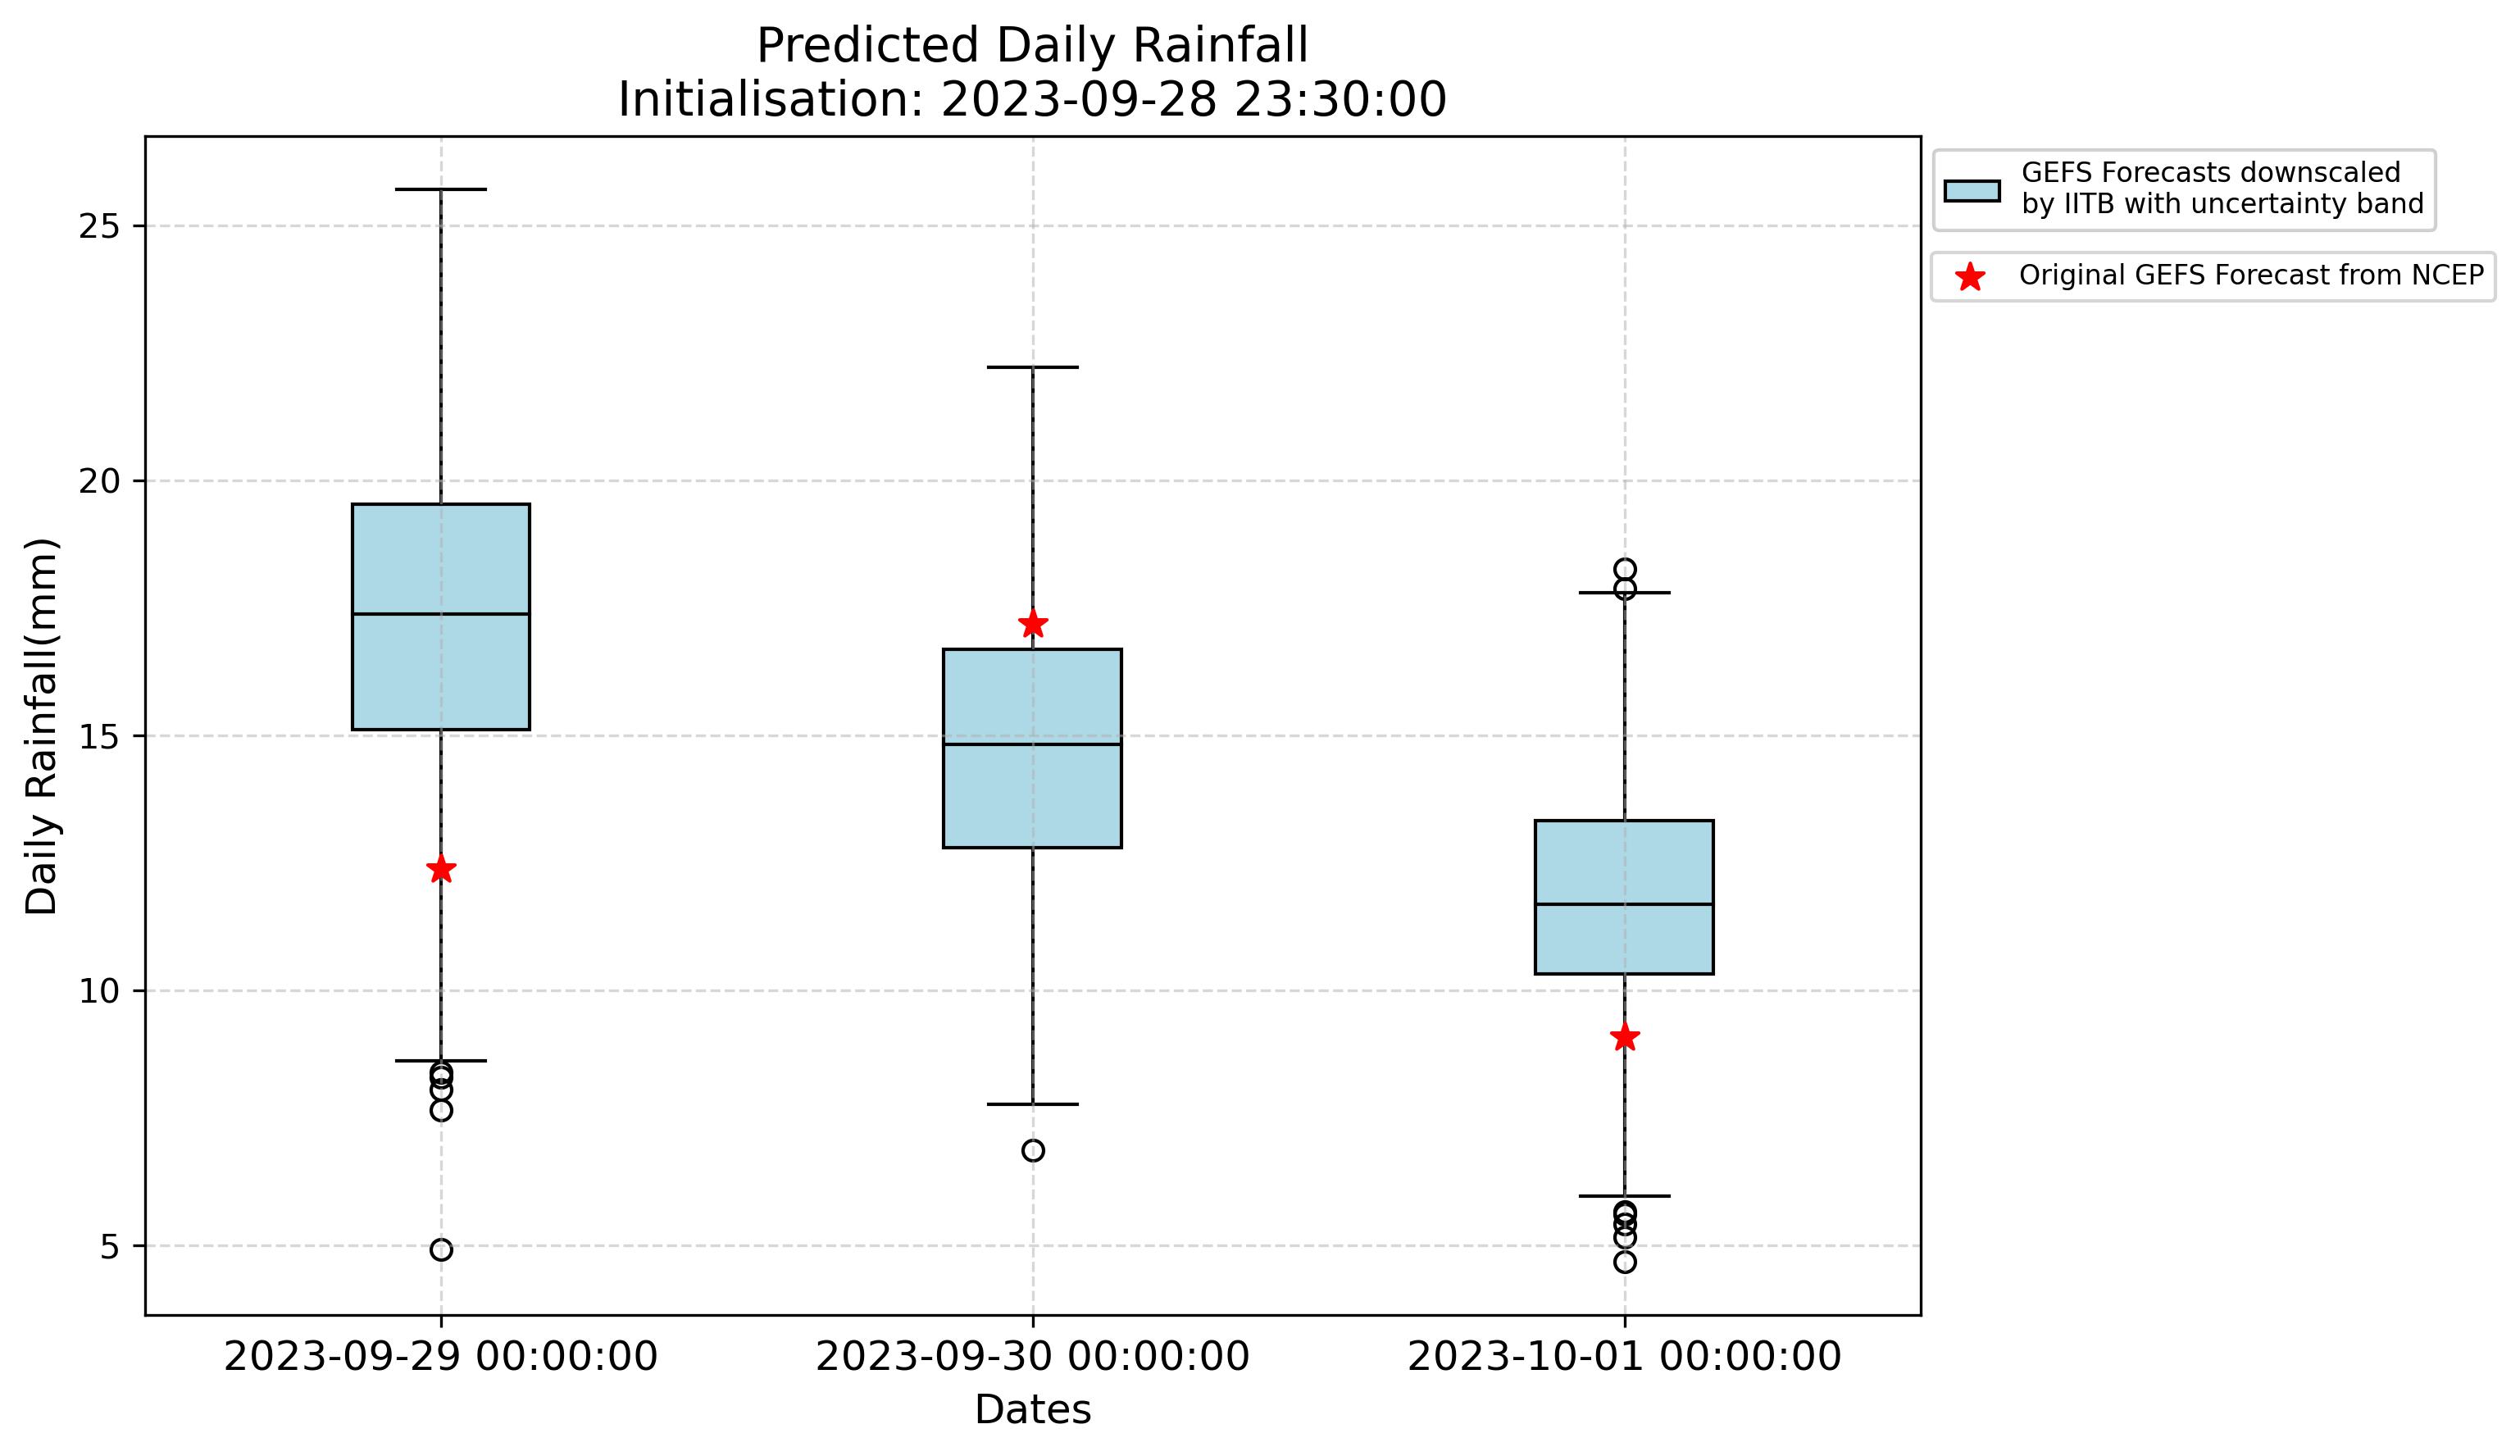 Predicted Daily Rainfall
Initialisation: 2023-09-28 23:30:00
GEFS Forecasts downscaled
by IITB with uncertainty band
Original GEFS Forecast from NCEP
Daily Rainfall(mm)
25
20
15
10
5
2023-09-29 00:00:00
2023-09-30 00:00:00
2023-10-01 00:00:00
Dates